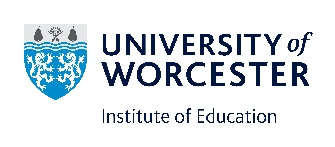 UNIVERSITY of
WORCESTER
Institute of Education